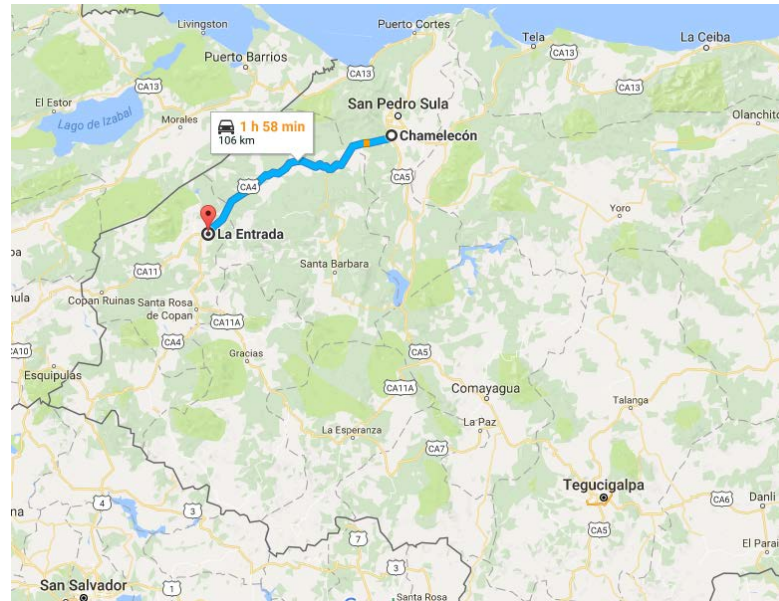 Livingston
Puerto Cortes
Tela
La Ceiba
Puerto Barrios
CA13
CA13
CA13
CA13
El Estor
San Pedro Sula
Olanchito
Lago de Izabal
Morales
1 h 58 min
106 km
Chamelecón
CA4
CA5
Yoro
La Entrada
Santa Barbara
CA11
Copan Ruinas
Santa Rosa
de Copan
CA11A
CA4
CA10
Gracias
CA5
Esquipulas
CA11A
Comayagua
Talanga
La Esperanza
La Paz
CA7
Tegucigalpa
Danli
CA6
4
3
CA5
7
El Parai
3
San Salvador
1
Santa Rosa